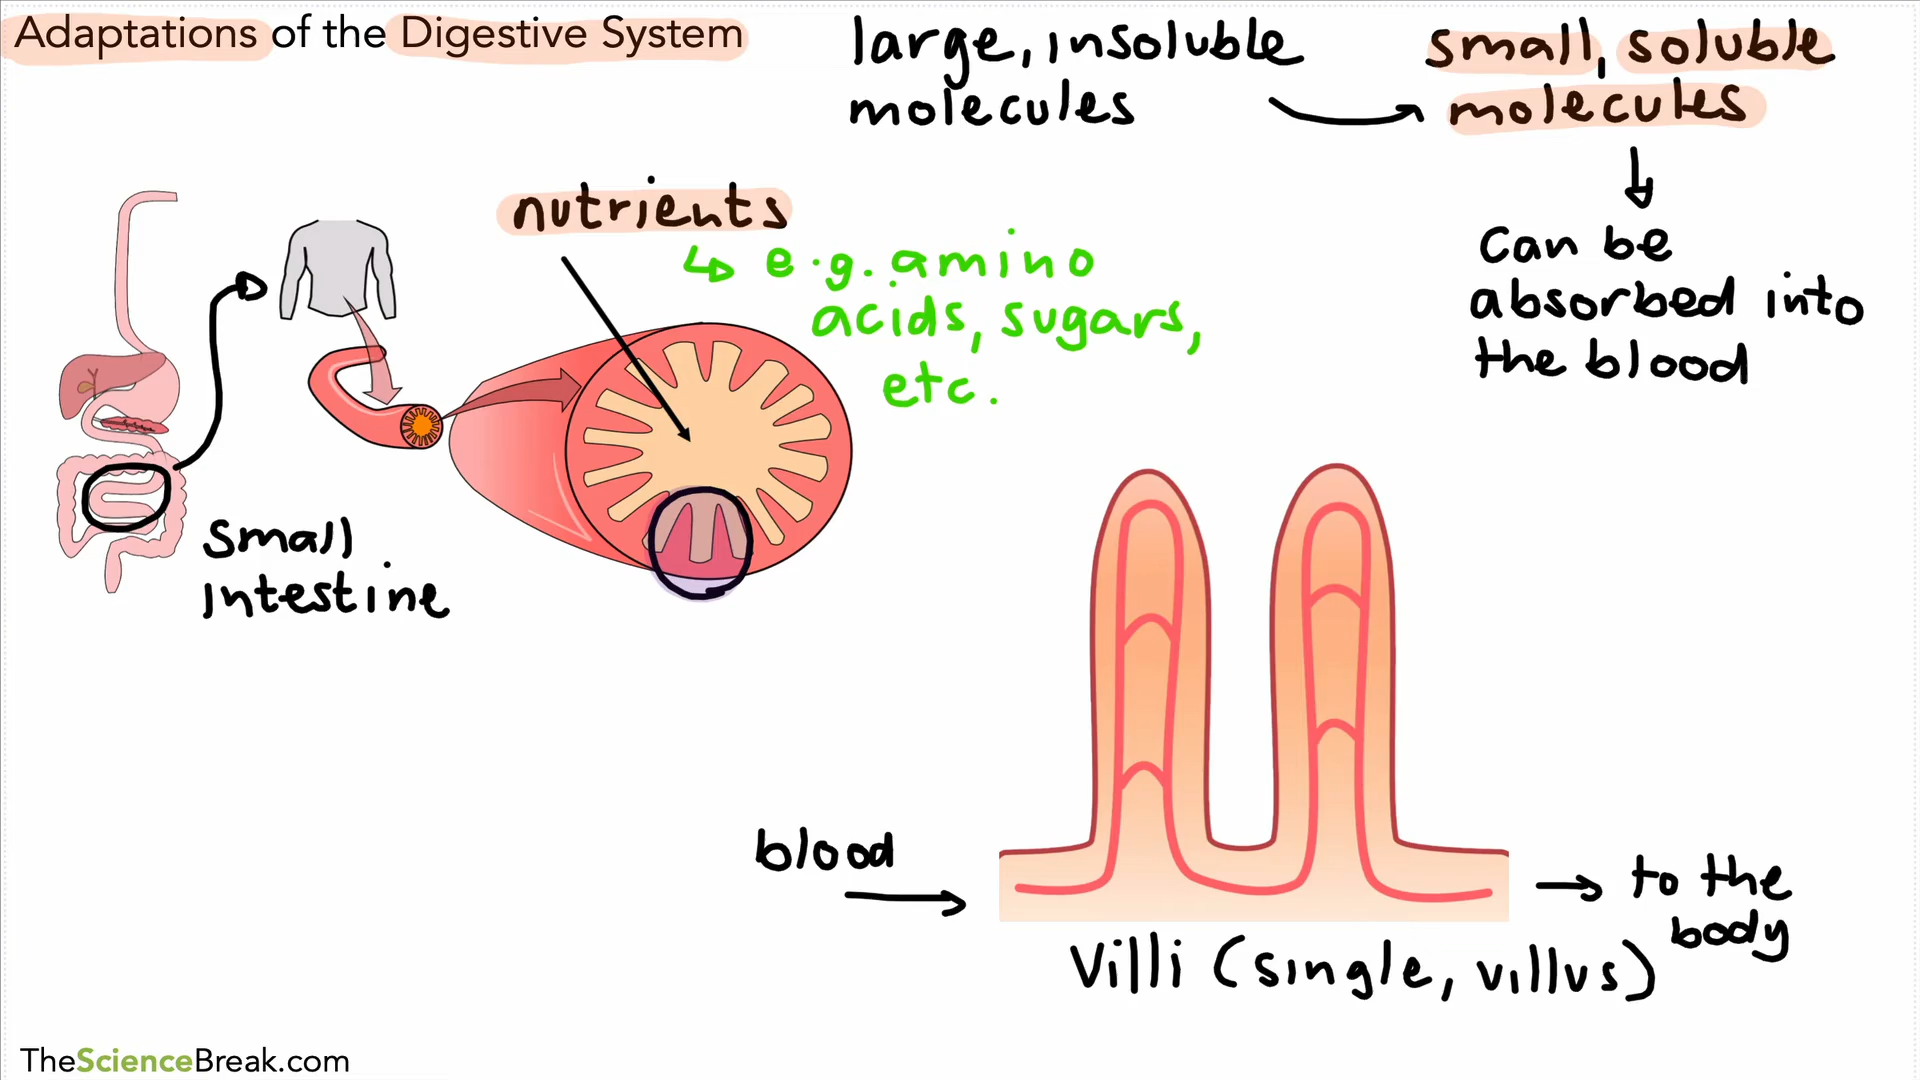 Adaptations of the Digestive System
large, insoluble
molecules
small, soluble
molecules
can be
absorbed into
the blood
nutrients
e.g. amino
acids, sugars,
etc.
small
intestine
blood
to the
body
Villi (single, villus)
TheScienceBreak.com